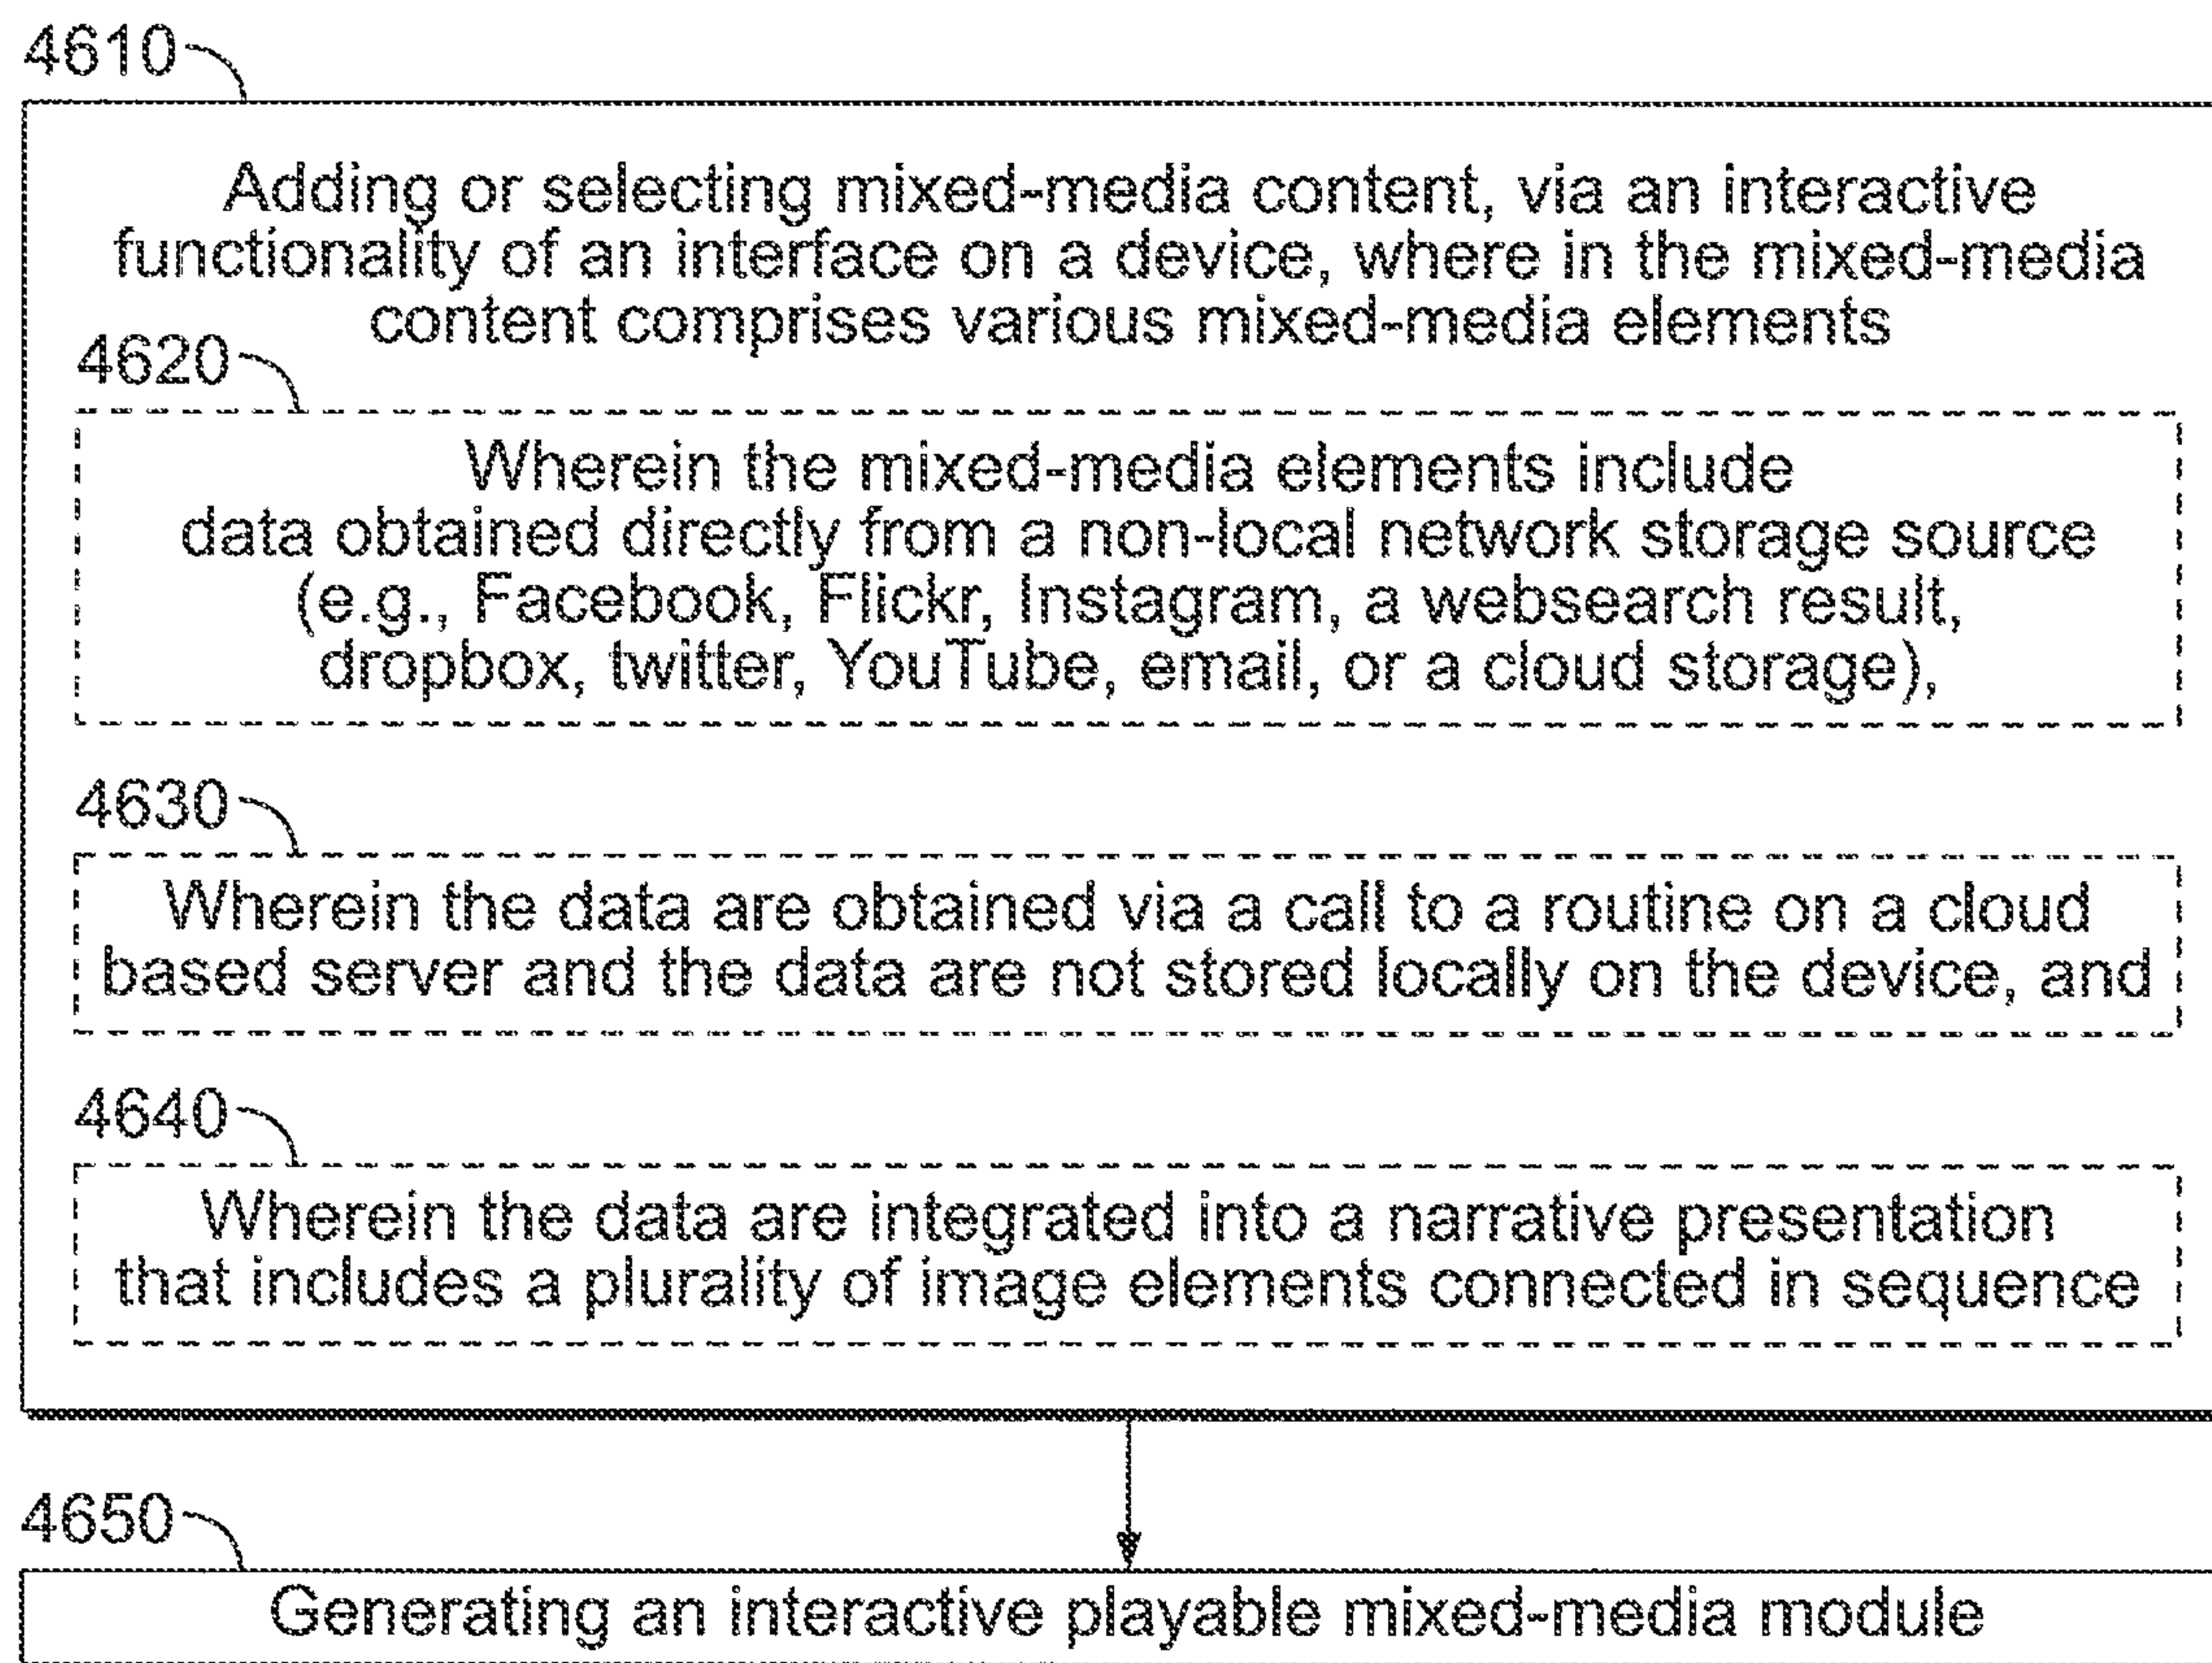 4610
Adding or selecting mixed-media content, via an interactive
functionality of an interface on a device, where in the mixed-media
content comprises various mixed-media elements
4620
Wherein the mixed-media elements include
data obtained directly from a non-local network storage source
(e.g., Facebook, Flickr, Instagram, a websearch result,
dropbox, twitter, YouTube, email, or a cloud storage),
4630
Wherein the data are obtained via a call to a routine on a cloud
based server and the data are not stored locally on the device, and
4640
Wherein the data are integrated into a narrative presentation
that includes a plurality of image elements connected in sequence
4650
Generating an interactive playable mixed-media module